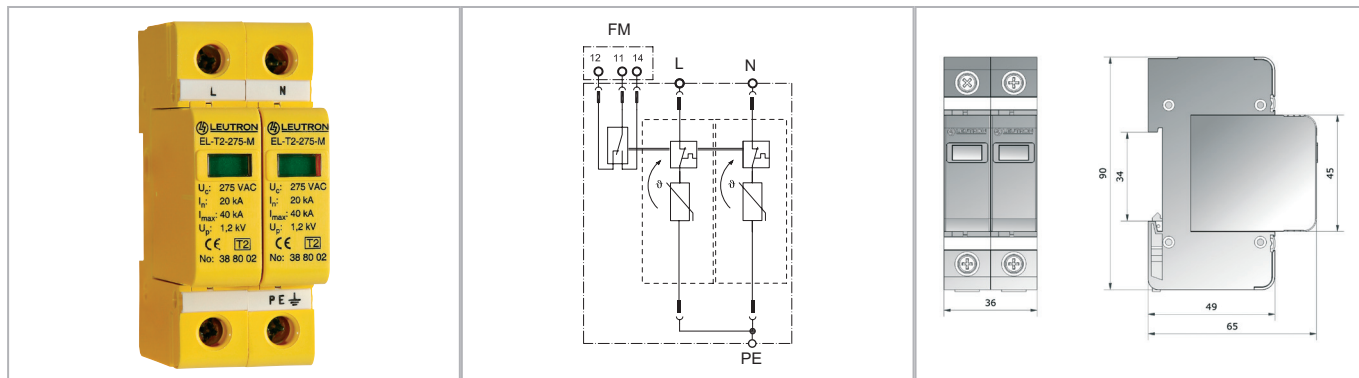 L N
LEUTRON LEUTRON
EL-T2-275-M EL-T2-275-M
Uc: 275 VAC Uc: 275 VAC
In: 20 kA In: 20 kA
Imax: 40 kA Imax: 40 kA
Up: 1,2 kV Up: 1,2 kV
CE T2 CE T2
No: 38 80 02 No: 38 80 02
PE
FM
12 11 14
L N
ϑ ϑ
PE
LEUTRON LEUTRON
90
34
45
36
49
65